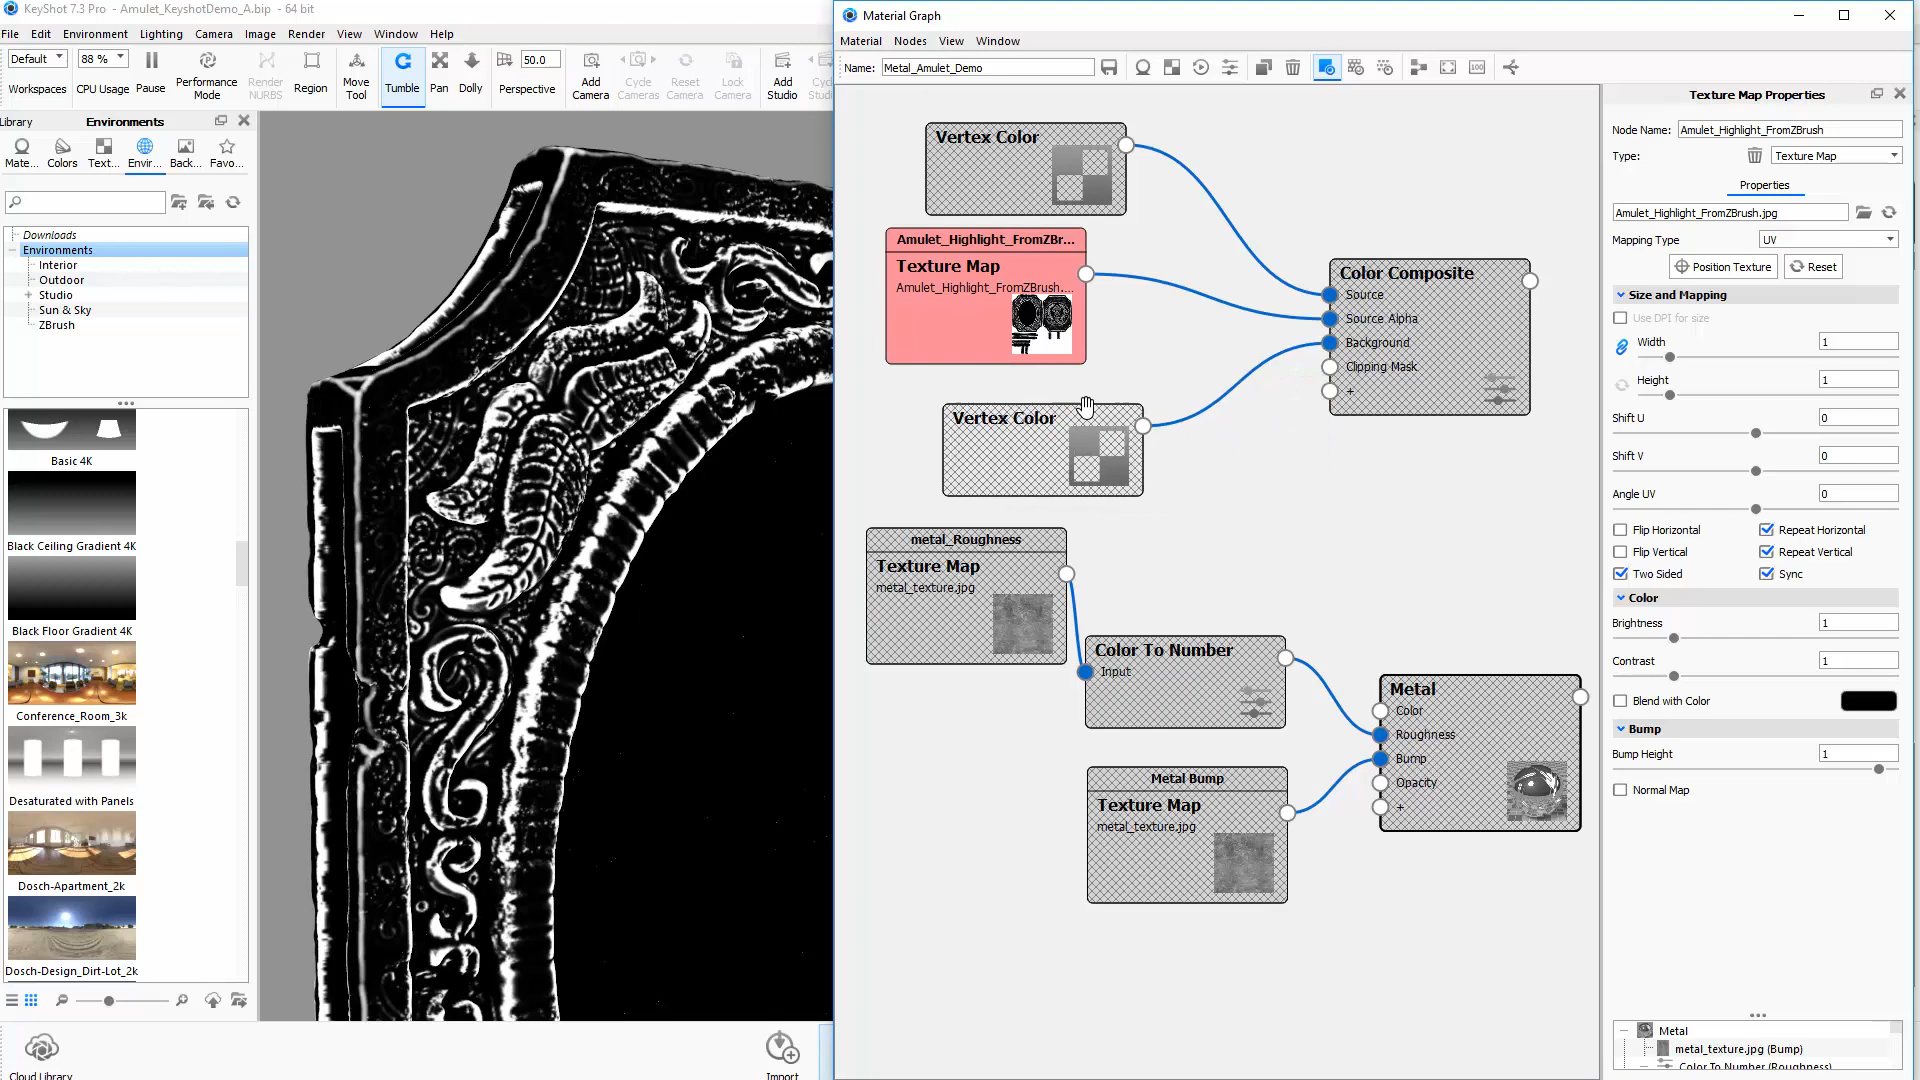 KeyShot 7.3 Pro - Amulet_KeyshotDemo_A.bip - 64 bit
File Edit Environment Lighting Camera Image Render View Window Help
Default 88 % 50.0
Workspaces CPU Usage Pause Performance Mode Render NURBS Region Move Tool Tumble Pan Dolly Perspective Add Camera Cycle Cameras Reset Camera Lock Camera Add Studio
Library Environments
Mate... Colors Text... Envir... Back... Favo...
Downloads
Environments
Interior
Outdoor
Studio
Sun & Sky
ZBrush
Basic 4K
Black Ceiling Gradient 4K
Black Floor Gradient 4K
Conference_Room_3k
Desaturated with Panels
Dosch-Apartment_2k
Dosch-Design_Dirt-Lot_2k
Cloud Library
Import
Material Graph
Material Nodes View Window
Name: Metal_Amulet_Demo
100
Vertex Color
Amulet_Highlight_FromZBr...
Texture Map
Amulet_Highlight_FromZBrush....
Color Composite
Source
Source Alpha
Background
Clipping Mask
+
Vertex Color
metal_Roughness
Texture Map
metal_texture.jpg
Color To Number
Input
Metal
Color
Roughness
Bump
Opacity
+
Metal Bump
Texture Map
metal_texture.jpg
Texture Map Properties
Node Name: Amulet_Highlight_FromZBrush
Type: Texture Map
Properties
Amulet_Highlight_FromZBrush.jpg
Mapping Type UV
Position Texture Reset
Size and Mapping
Use DPI for size
Width 1
Height 1
Shift U 0
Shift V 0
Angle UV 0
Flip Horizontal Repeat Horizontal
Flip Vertical Repeat Vertical
Two Sided Sync
Color
Brightness 1
Contrast 1
Blend with Color
Bump
Bump Height 1
Normal Map
Metal
metal_texture.jpg (Bump)
Color To Number (Roughness)